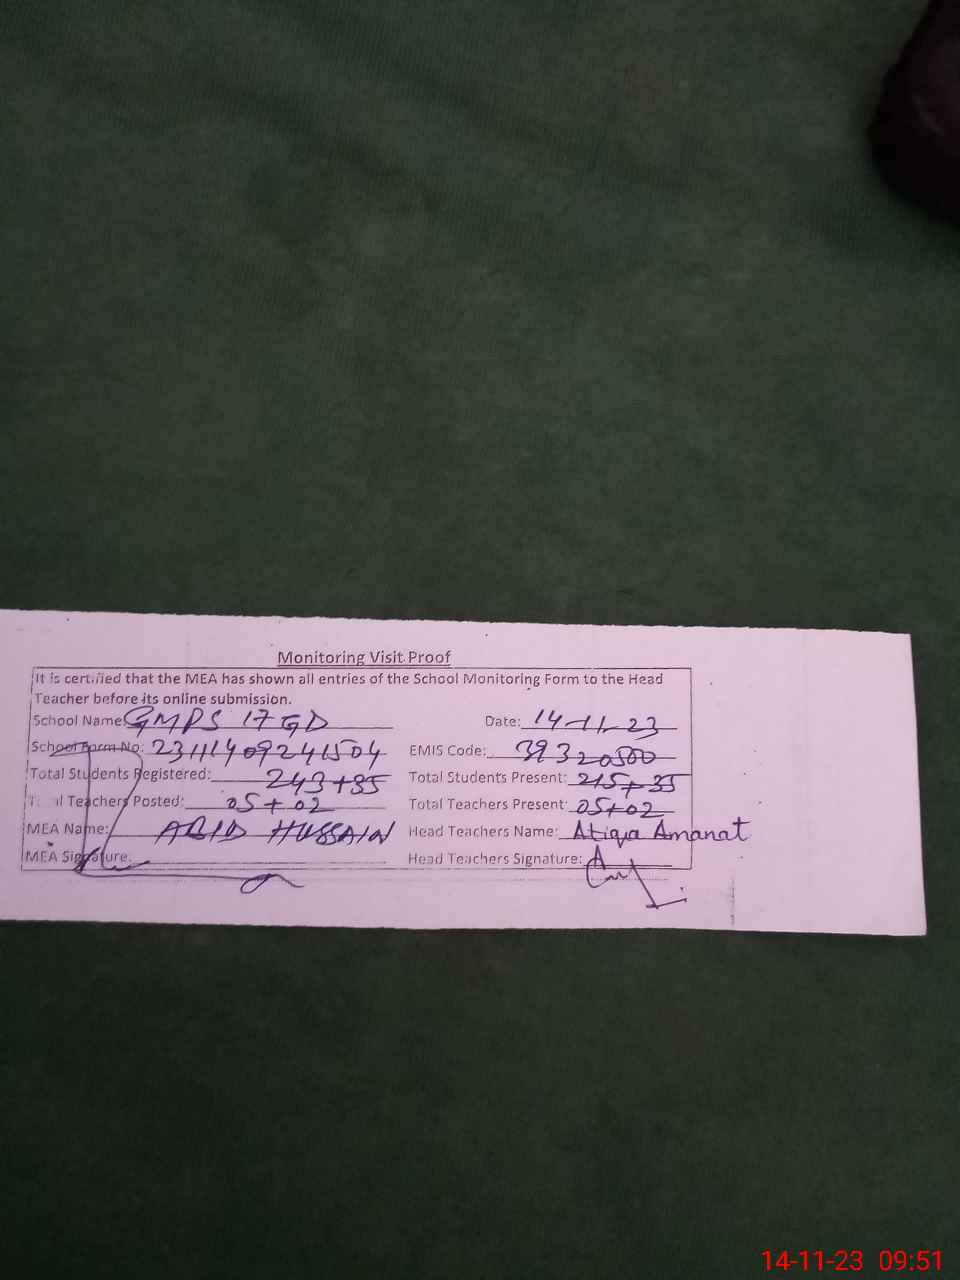 Monitoring Visit Proof
It is certified that the MEA has shown all entries of the School Monitoring Form to the Head
Teacher before its online submission.
School Name: GMPS 17 GD Date: 14-11-23
School Form No: 231114092411504 EMIS Code: 39320500
Total Students Registered: 243+35 Total Students Present: 215+35
Total Teachers Posted: 05+02 Total Teachers Present: 05+02
MEA Name: ABID HUSSAIN Head Teachers Name: Atiqa Amanat
MEA Signature: Head Teachers Signature:
14-11-23 09:51